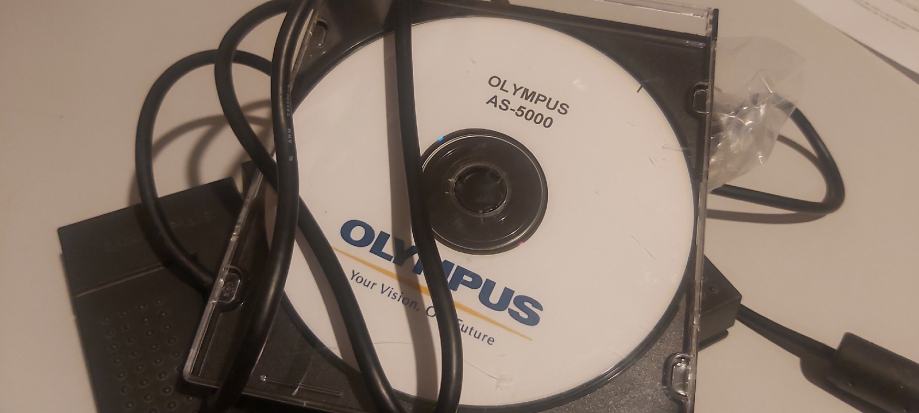 OLYMPUS
AS-5000
OLYMPUS
Your Vision, Future